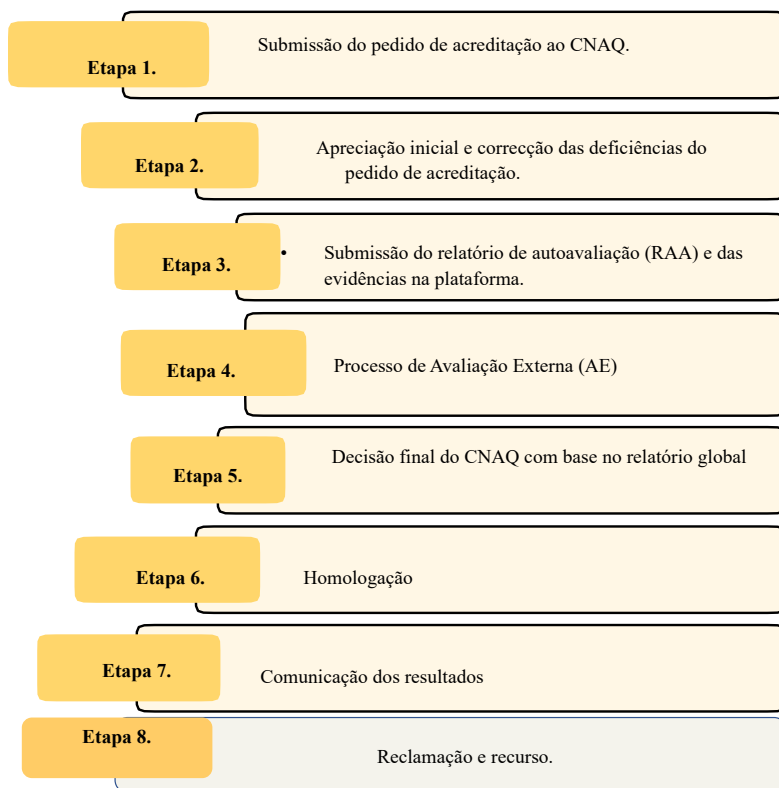 Etapa 1.
Submissão do pedido de acreditação ao CNAQ.
Etapa 2.
Apreciação inicial e correcção das deficiências do
pedido de acreditação.
Etapa 3.
• Submissão do relatório de autoavaliação (RAA) e das
evidências na plataforma.
Etapa 4.
Processo de Avaliação Externa (AE)
Etapa 5.
Decisão final do CNAQ com base no relatório global
Etapa 6.
Homologação
Etapa 7.
Comunicação dos resultados
Etapa 8.
Reclamação e recurso.